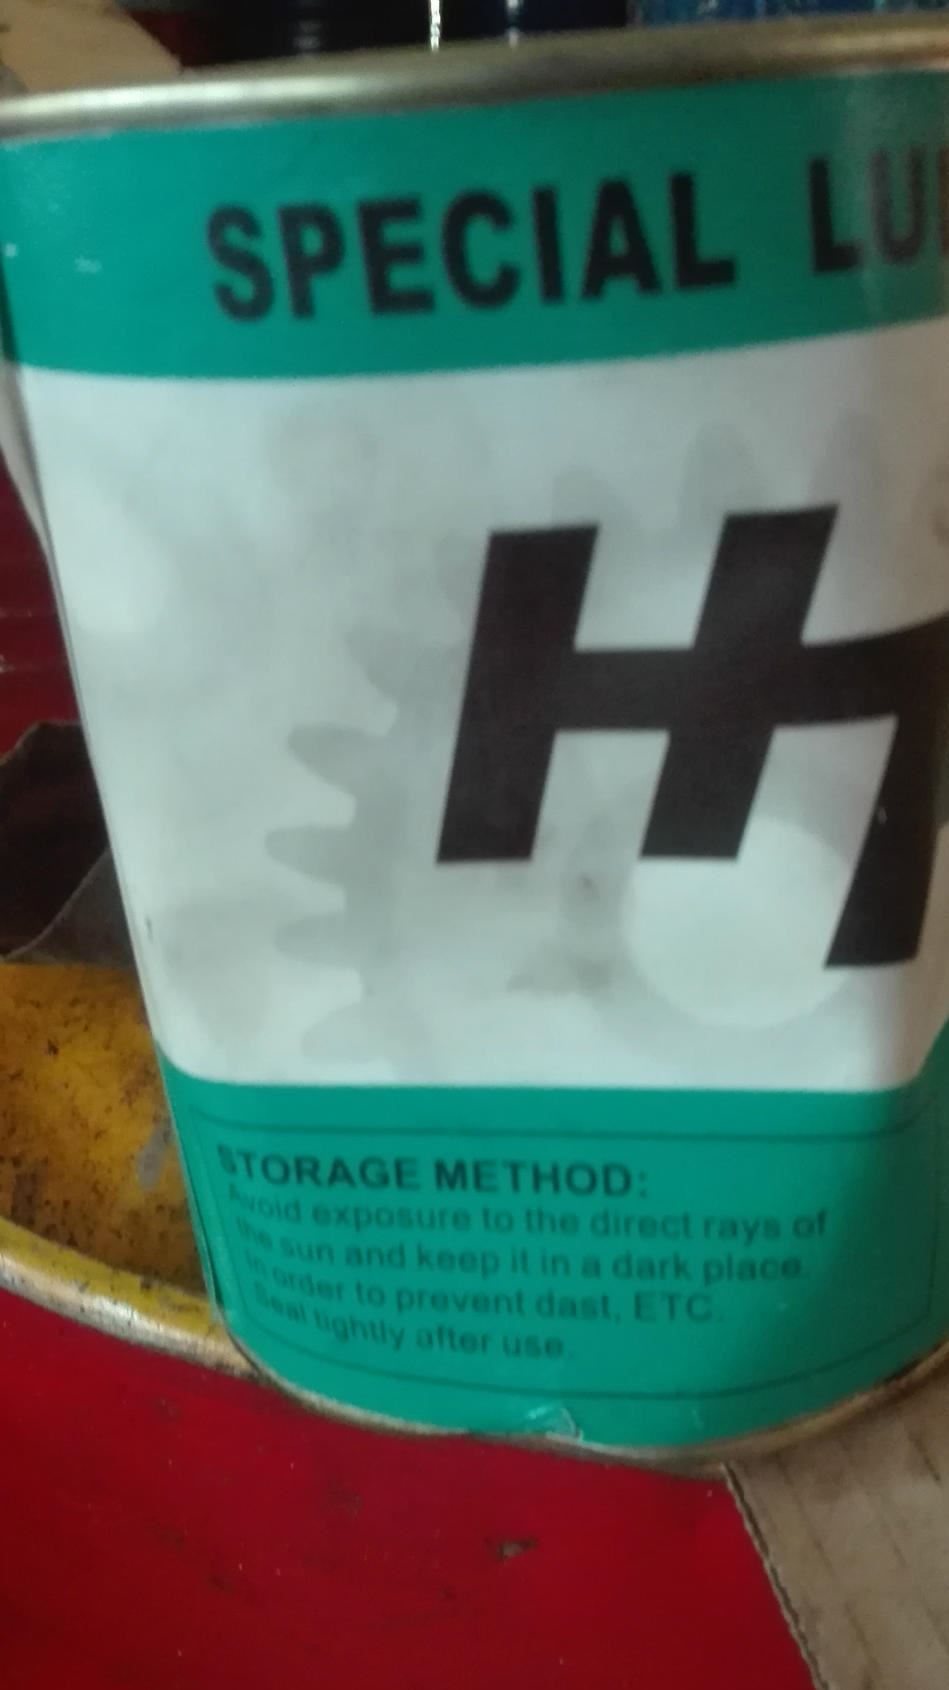 SPECIAL
HH
STORAGE METHOD:
Avoid exposure to the direct rays of
the sun and keep it in a dark place.
In order to prevent dast, ETC.
Seal tightly after use.